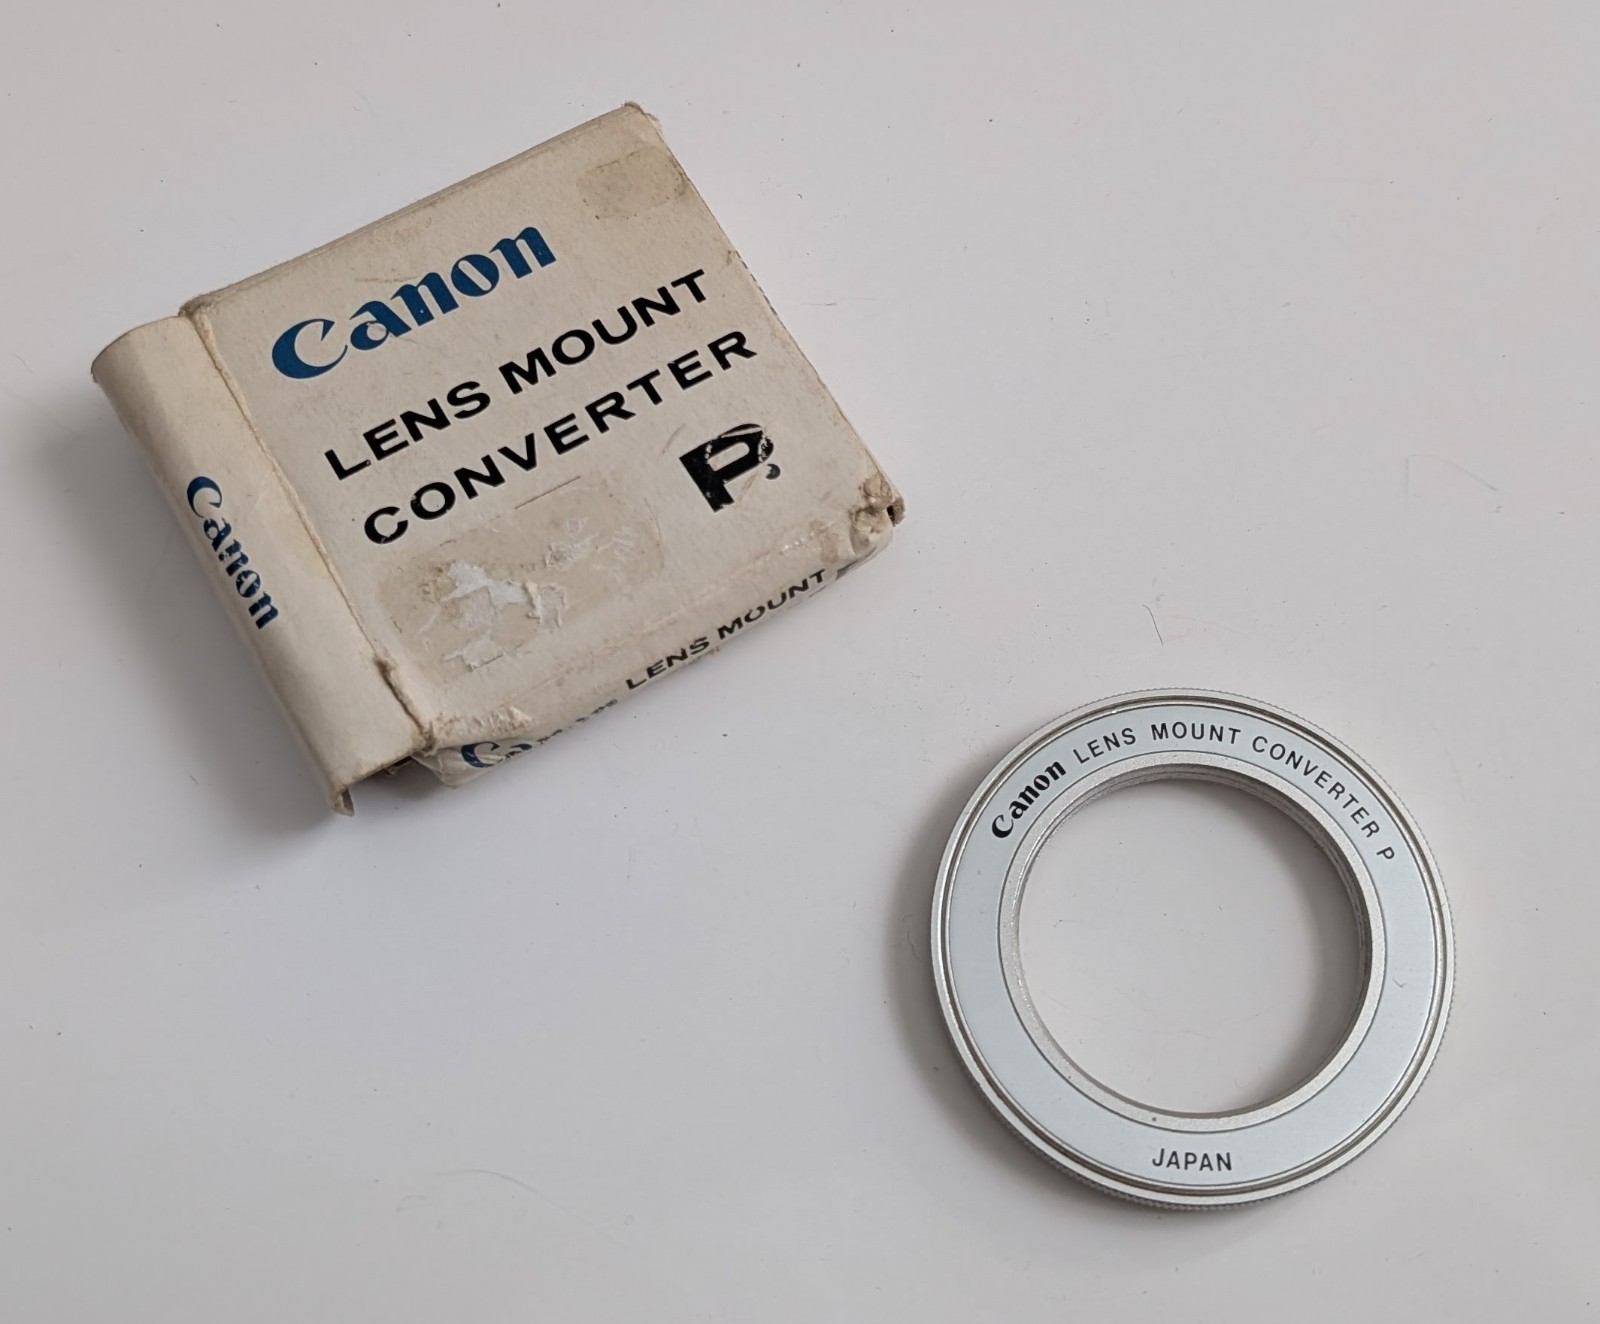 Canon
LENS MOUNT
CONVERTER
P.
Canon
LENS MOUNT
Canon LENS MOUNT CONVERTER P
JAPAN